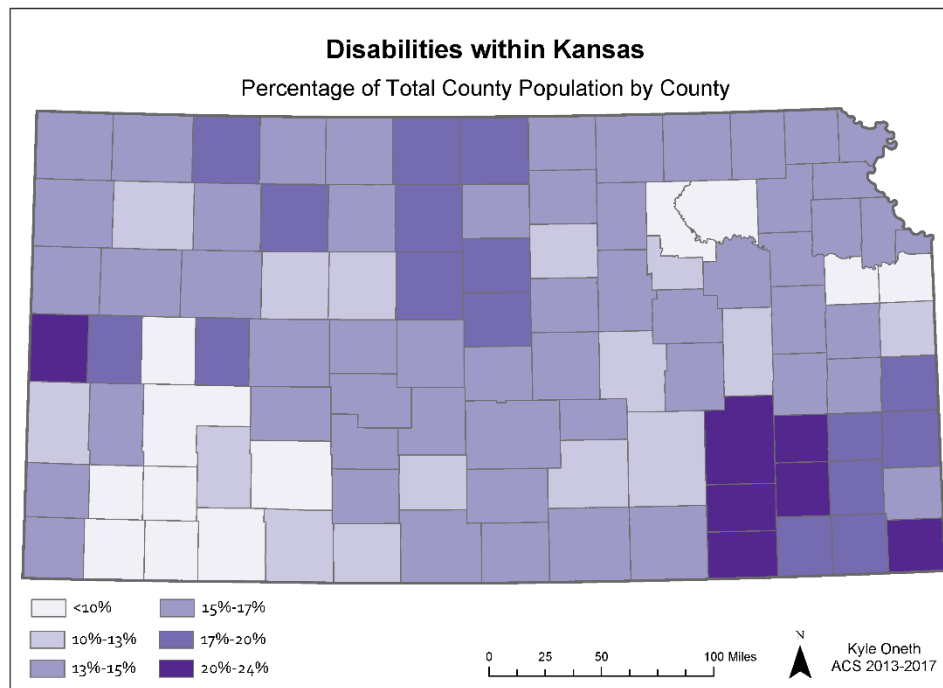 Disabilities within Kansas
Percentage of Total County Population by County
<10%
15%-17%
10%-13%
17%-20%
13%-15%
20%-24%
0 25 50 100 Miles
N
Kyle Oneth
ACS 2013-2017